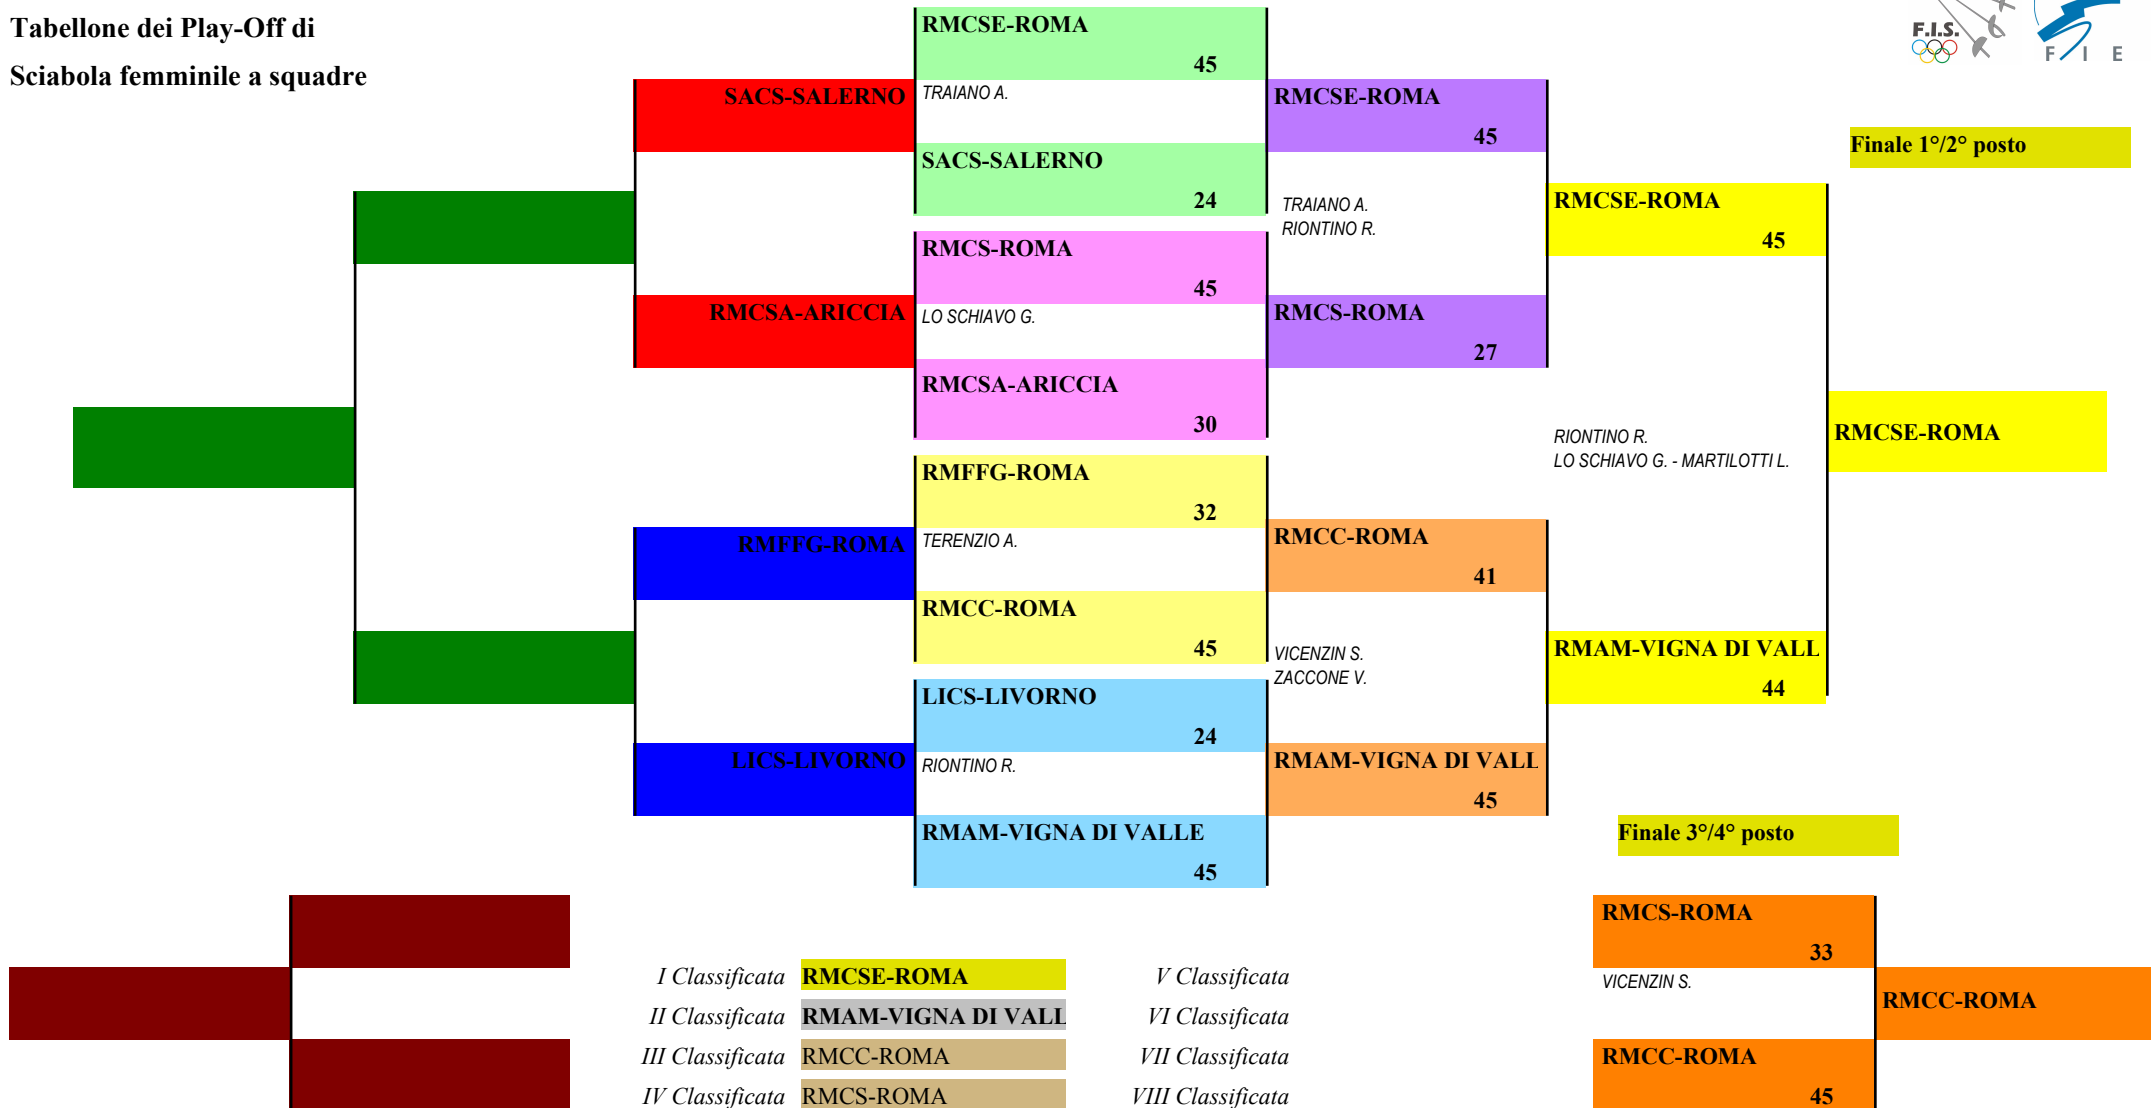 Tabellone dei Play-Off di
Sciabola femminile a squadre
F.I.S.
F I E
RMCSE-ROMA
45
TRAIANO A.
SACS-SALERNO
24
RMCS-ROMA
45
LO SCHIAVO G.
RMCSA-ARICCIA
30
RMFFG-ROMA
32
TERENZIO A.
RMCC-ROMA
45
LICS-LIVORNO
24
RIONTINO R.
RMAM-VIGNA DI VALLE
45
SACS-SALERNO
RMCSA-ARICCIA
RMFFG-ROMA
LICS-LIVORNO
RMCSE-ROMA
45
TRAIANO A.
RIONTINO R.
RMCS-ROMA
27
RMCC-ROMA
41
VICENZIN S.
ZACCONE V.
RMAM-VIGNA DI VALL
45
Finale 1°/2° posto
RMCSE-ROMA
45
RIONTINO R.
LO SCHIAVO G. - MARTILOTTI L.
RMAM-VIGNA DI VALL
44
RMCSE-ROMA
Finale 3°/4° posto
RMCS-ROMA
33
VICENZIN S.
RMCC-ROMA
45
RMCC-ROMA
I Classificata RMCSE-ROMA
II Classificata RMAM-VIGNA DI VALL
III Classificata RMCC-ROMA
IV Classificata RMCS-ROMA
V Classificata
VI Classificata
VII Classificata
VIII Classificata